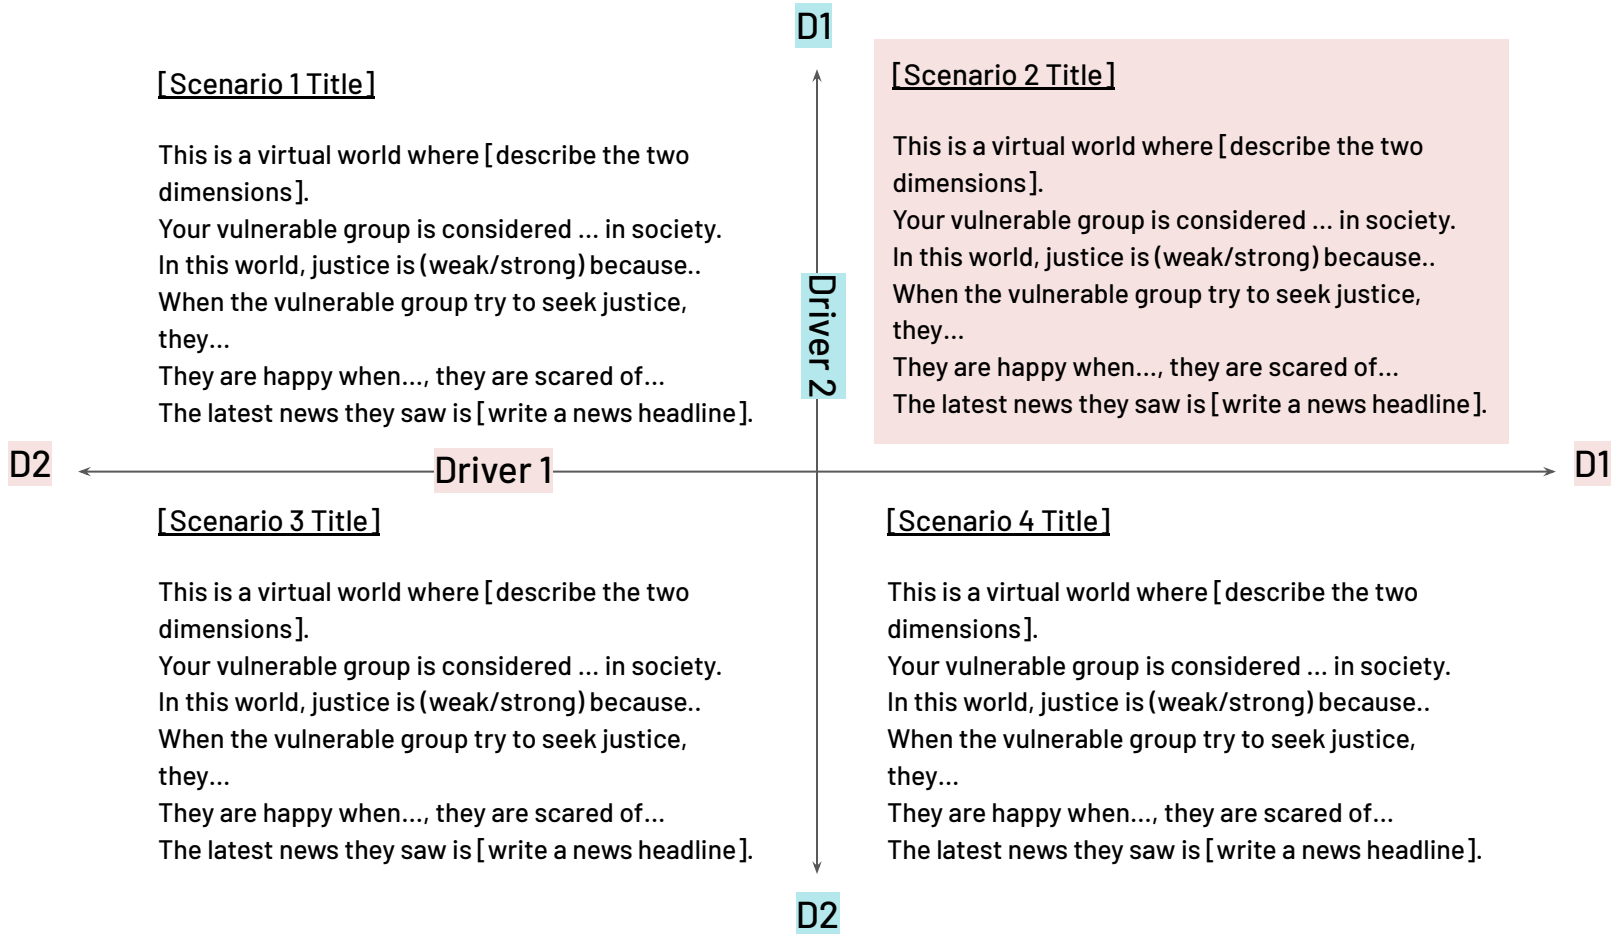 D1
[Scenario 1 Title]
This is a virtual world where [describe the two
dimensions].
Your vulnerable group is considered ... in society.
In this world, justice is (weak/strong) because..
When the vulnerable group try to seek justice,
they...
They are happy when..., they are scared of...
The latest news they saw is [write a news headline].
[Scenario 2 Title]
This is a virtual world where [describe the two
dimensions].
Your vulnerable group is considered ... in society.
In this world, justice is (weak/strong) because..
When the vulnerable group try to seek justice,
they...
They are happy when..., they are scared of...
The latest news they saw is [write a news headline].
Driver 2
D2
Driver 1
D1
[Scenario 3 Title]
This is a virtual world where [describe the two
dimensions].
Your vulnerable group is considered ... in society.
In this world, justice is (weak/strong) because..
When the vulnerable group try to seek justice,
they...
They are happy when..., they are scared of...
The latest news they saw is [write a news headline].
[Scenario 4 Title]
This is a virtual world where [describe the two
dimensions].
Your vulnerable group is considered ... in society.
In this world, justice is (weak/strong) because..
When the vulnerable group try to seek justice,
they...
They are happy when..., they are scared of...
The latest news they saw is [write a news headline].
D2